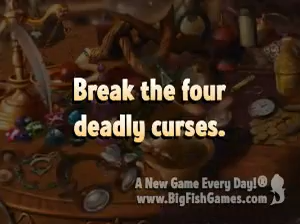 Break the four
deadly curses.
A New Game Every Day!®
www.BigFishGames.com